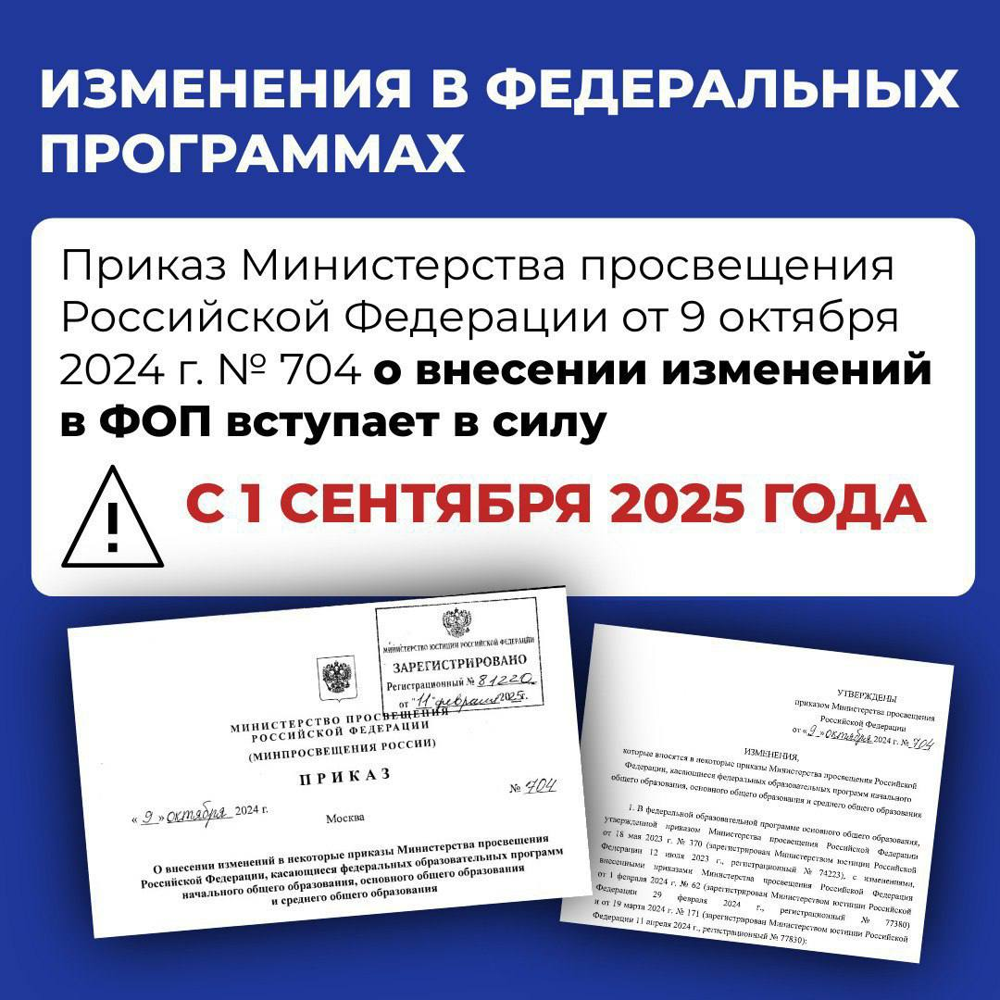 ИЗМЕНЕНИЯ В ФЕДЕРАЛЬНЫХ
ПРОГРАММАХ
Приказ Министерства просвещения
Российской Федерации от 9 октября
2024 г. № 704 о внесении изменений
в ФОП вступает в силу
!
С 1 СЕНТЯБРЯ 2025 ГОДА
МИНИСТЕРСТВО ЮСТИЦИИ РОССИЙСКОЙ ФЕДЕРАЦИИ
ЗАРЕГИСТРИРОВАНО
Регистрационный № 81220
от "11" февраля 2025г.
МИНИСТЕРСТВО ПРОСВЕЩЕНИЯ
РОССИЙСКОЙ ФЕДЕРАЦИИ
(МИНПРОСВЕЩЕНИЯ РОССИИ)
ПРИКАЗ
« 9 » октября 2024 г.
№ 704
Москва
О внесении изменений в некоторые приказы Министерства просвещения
Российской Федерации, касающиеся федеральных образовательных программ
начального общего образования, основного общего образования
и среднего общего образования
УТВЕРЖДЕНЫ
приказом Министерства просвещения
Российской Федерации
от « 9 » октября 2024 г. № 704
ИЗМЕНЕНИЯ,
которые вносятся в некоторые приказы Министерства просвещения Российской
Федерации, касающиеся федеральных образовательных программ начального
общего образования, основного общего образования и среднего общего образования
1. В федеральной образовательной программе основного общего образования,
утвержденной приказом Министерства просвещения Российской Федерации
от 18 мая 2023 г. № 370 (зарегистрирован Министерством юстиции Российской
Федерации 12 июля 2023 г., регистрационный № 74223), с изменениями,
внесенными приказами Министерства просвещения Российской Федерации
от 1 февраля 2024 г. № 62 (зарегистрирован Министерством юстиции Российской
Федерации 29 февраля 2024 г., регистрационный № 77380)
и от 19 марта 2024 г. № 171 (зарегистрирован Министерством юстиции Российской
Федерации 11 апреля 2024 г., регистрационный № 77830):